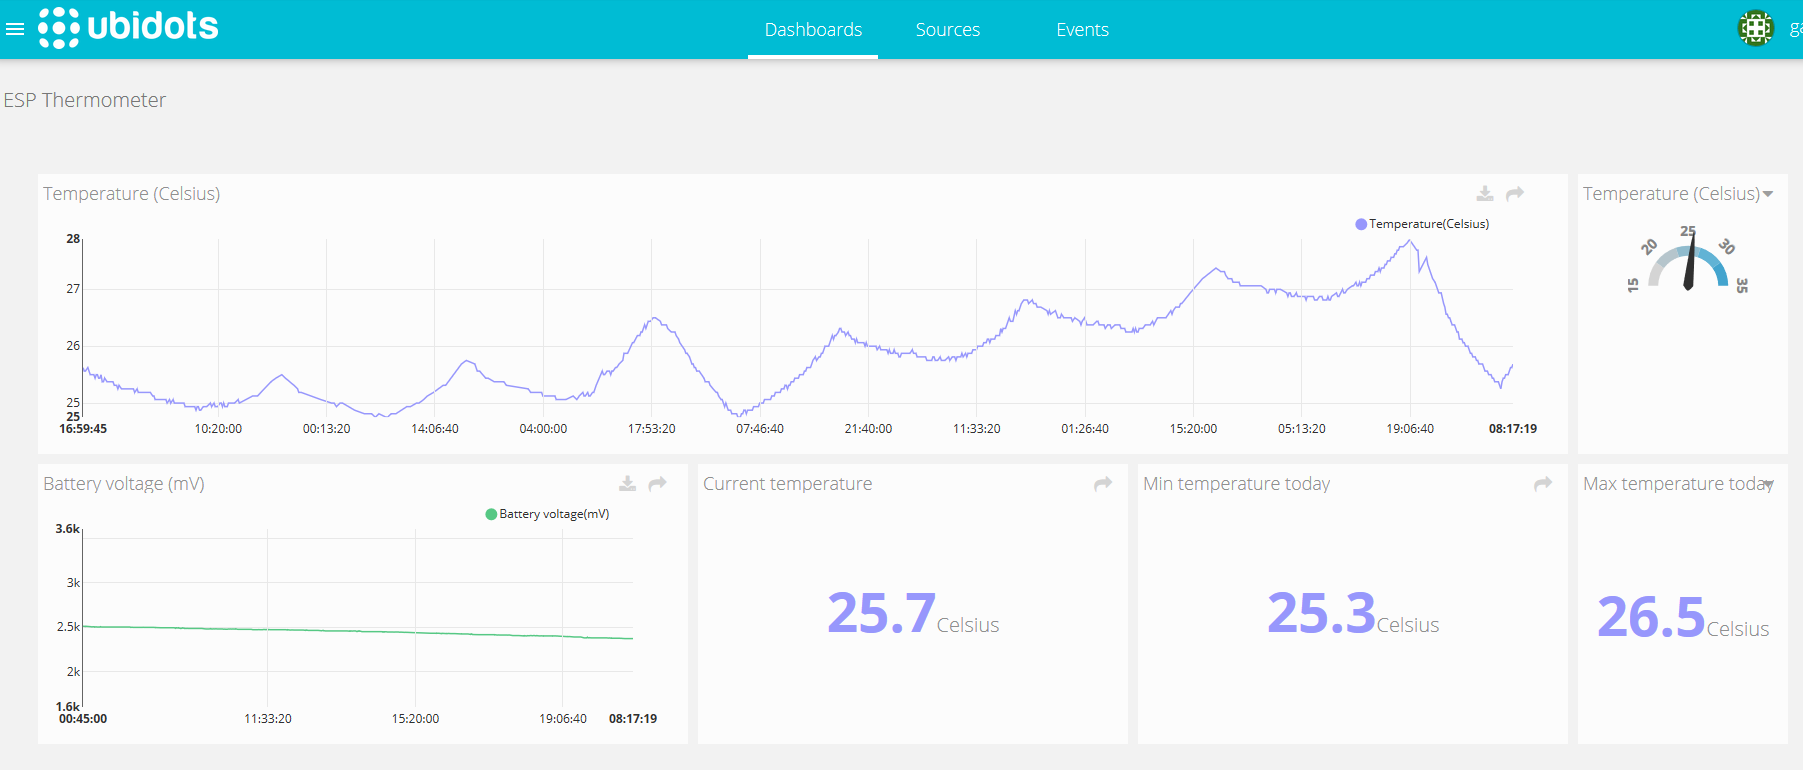 ubidots
Dashboards
Sources
Events
ESP Thermometer
Temperature (Celsius)
Temperature(Celsius)
28
27
26
25
25
16:59:45
10:20:00
00:13:20
14:06:40
04:00:00
17:53:20
07:46:40
21:40:00
11:33:20
01:26:40
15:20:00
05:13:20
19:06:40
08:17:19
Temperature (Celsius)
15
20
25
30
35
Battery voltage (mV)
Battery voltage(mV)
3.6k
3k
2.5k
2k
1.6k
00:45:00
11:33:20
15:20:00
19:06:40
08:17:19
Current temperature
25.7Celsius
Min temperature today
25.3Celsius
Max temperature today
26.5Celsius